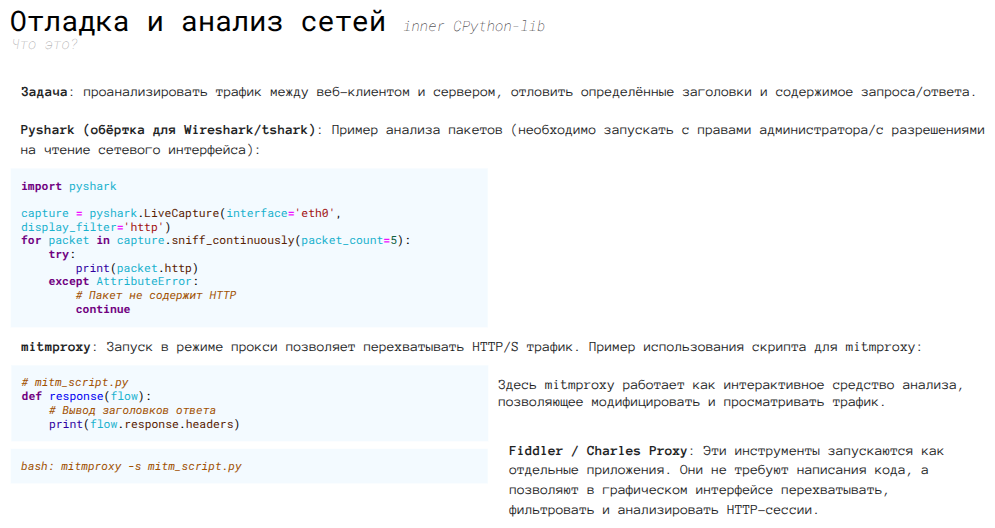 Отладка и анализ сетей inner CPython-lib
Что это?
Задача: проанализировать трафик между веб-клиентом и сервером, отловить определённые заголовки и содержимое запроса/ответа.
Pyshark (обёртка для Wireshark/tshark): Пример анализа пакетов (необходимо запускать с правами администратора/с разрешениями
на чтение сетевого интерфейса):
import pyshark
capture = pyshark.LiveCapture(interface='eth0',
display_filter='http')
for packet in capture.sniff_continuously(packet_count=5):
    try:
        print(packet.http)
    except AttributeError:
        # Пакет не содержит HTTP
        continue
mitmproxy: Запуск в режиме прокси позволяет перехватывать HTTP/S трафик. Пример использования скрипта для mitmproxy:
# mitm_script.py
def response(flow):
    # Вывод заголовков ответа
    print(flow.response.headers)
bash: mitmproxy -s mitm_script.py
Здесь mitmproxy работает как интерактивное средство анализа,
позволяющее модифицировать и просматривать трафик.
Fiddler / Charles Proxy: Эти инструменты запускаются как
отдельные приложения. Они не требуют написания кода, а
позволяют в графическом интерфейсе перехватывать,
фильтровать и анализировать HTTP-сессии.